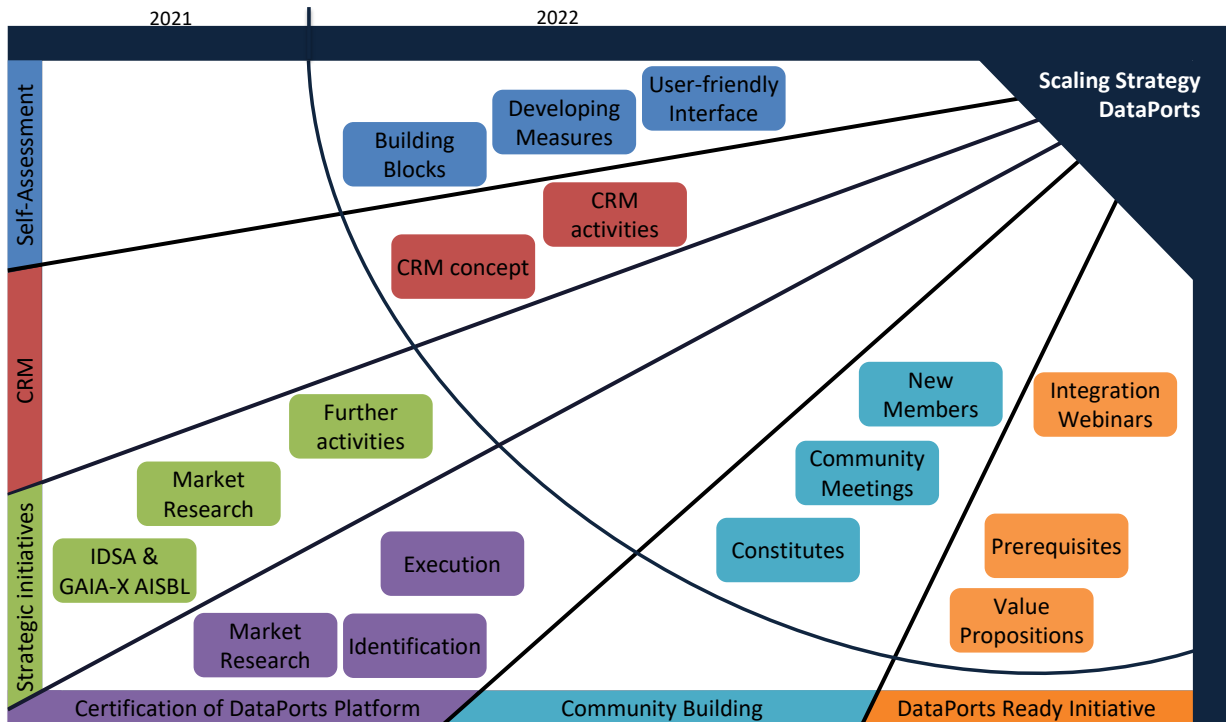 2021
2022
Scaling Strategy
DataPorts
Self-Assessment
User-friendly
Interface
Developing
Measures
Building
Blocks
CRM
CRM
activities
CRM concept
Strategic initiatives
Further
activities
Market
Research
IDSA &
GAIA-X AISBL
Execution
Market
Research
Identification
New
Members
Community
Meetings
Constitutes
Integration
Webinars
Prerequisites
Value
Propositions
Certification of DataPorts Platform
Community Building
DataPorts Ready Initiative